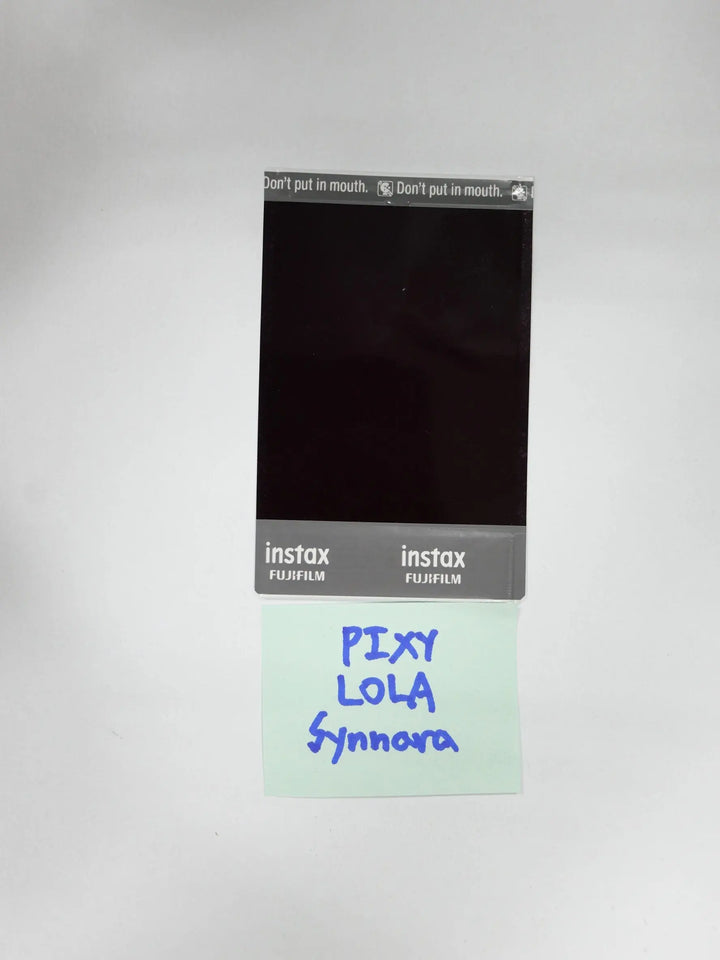 Don't put in mouth. Don't put in mouth.
instax instax
FUJIFILM FUJIFILM
PIXY
LOLA
Synnara